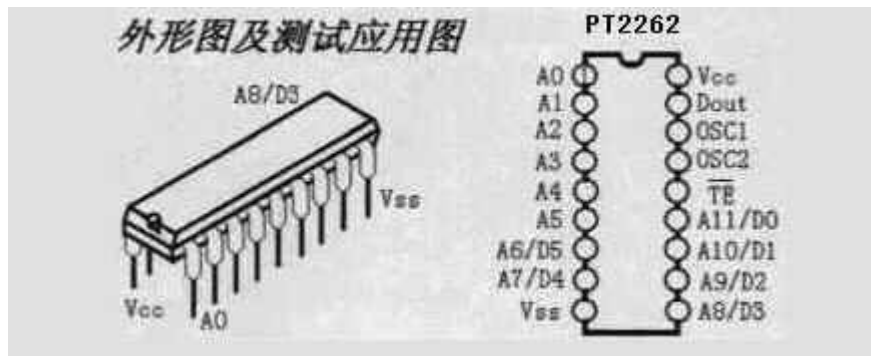 外形图及测试应用图
PT2262
A8/D3
Vss
Vcc
A0
A0
A1
A2
A3
A4
A5
A6/D5
A7/D4
Vss
Vcc
Dout
OSC1
OSC2
T̅E̅
A11/D0
A10/D1
A9/D2
A8/D3